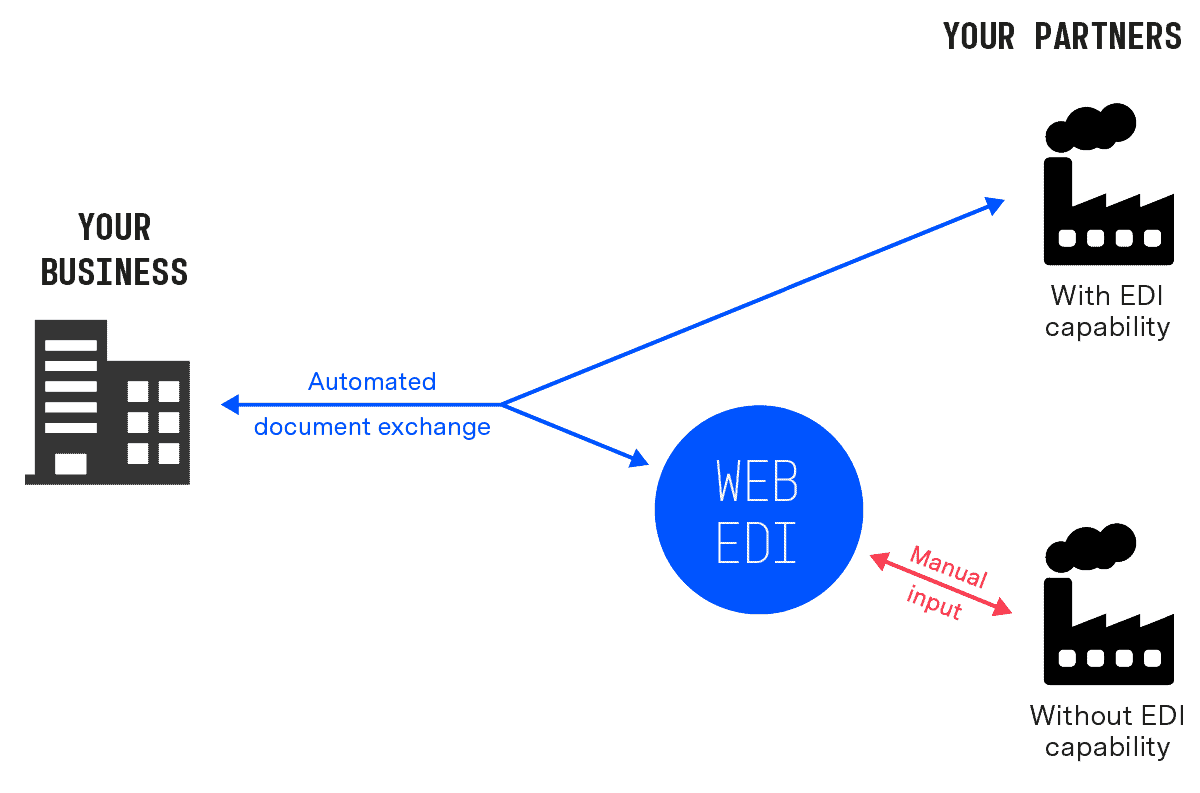 YOUR PARTNERS
YOUR
BUSINESS
With EDI
capability
Automated
document exchange
WEB
EDI
Manual
input
Without EDI
capability